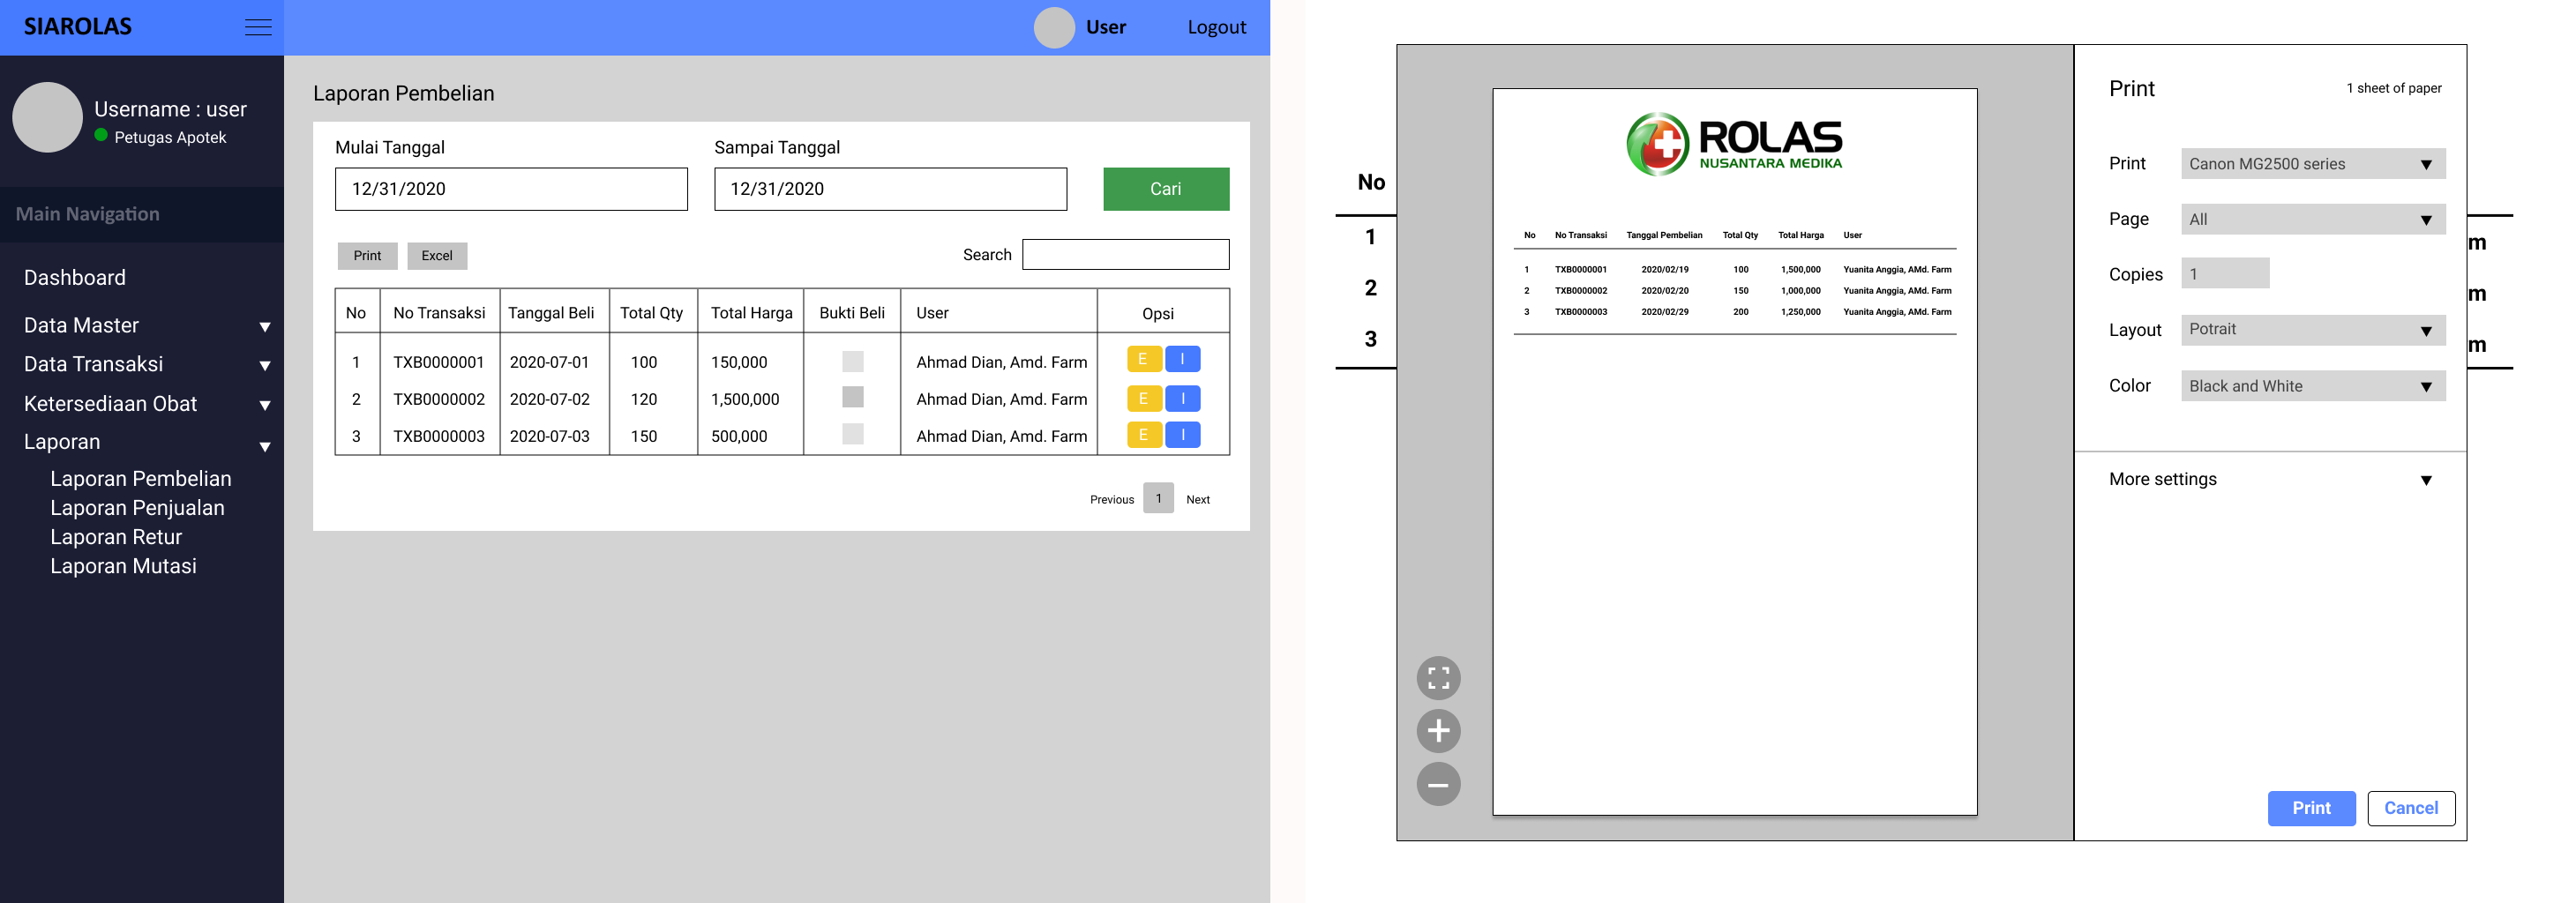 SIAROLAS
User
Logout
Username : user
Petugas Apotek
Main Navigation
Dashboard
Data Master
Data Transaksi
Ketersediaan Obat
Laporan
Laporan Pembelian
Laporan Penjualan
Laporan Retur
Laporan Mutasi
Laporan Pembelian
Mulai Tanggal
Sampai Tanggal
12/31/2020
12/31/2020
Cari
Print
Excel
Search
No No Transaksi Tanggal Beli Total Qty Total Harga Bukti Beli User Opsi
1 TXB0000001 2020-07-01 100 150,000 Ahmad Dian, Amd. Farm E I
2 TXB0000002 2020-07-02 120 1,500,000 Ahmad Dian, Amd. Farm E I
3 TXB0000003 2020-07-03 150 500,000 Ahmad Dian, Amd. Farm E I
Previous 1 Next
No
1
2
3
ROLAS
NUSANTARA MEDIKA
No No Transaksi Tanggal Pembelian Total Qty Total Harga User
1 TXB0000001 2020/02/19 100 1,500,000 Yuanita Anggia, AMd. Farm
2 TXB0000002 2020/02/20 150 1,000,000 Yuanita Anggia, AMd. Farm
3 TXB0000003 2020/02/29 200 1,250,000 Yuanita Anggia, AMd. Farm
Print
1 sheet of paper
Print Canon MG2500 series
Page All
Copies 1
Layout Potrait
Color Black and White
More settings
Print
Cancel
m
m
m